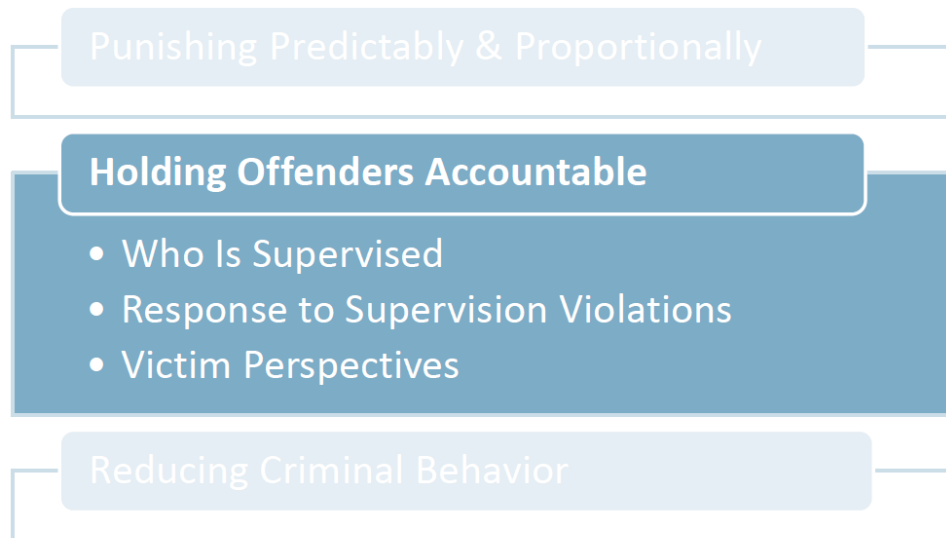 Punishing Predictably & Proportionally
Holding Offenders Accountable
• Who Is Supervised
• Response to Supervision Violations
• Victim Perspectives
Reducing Criminal Behavior